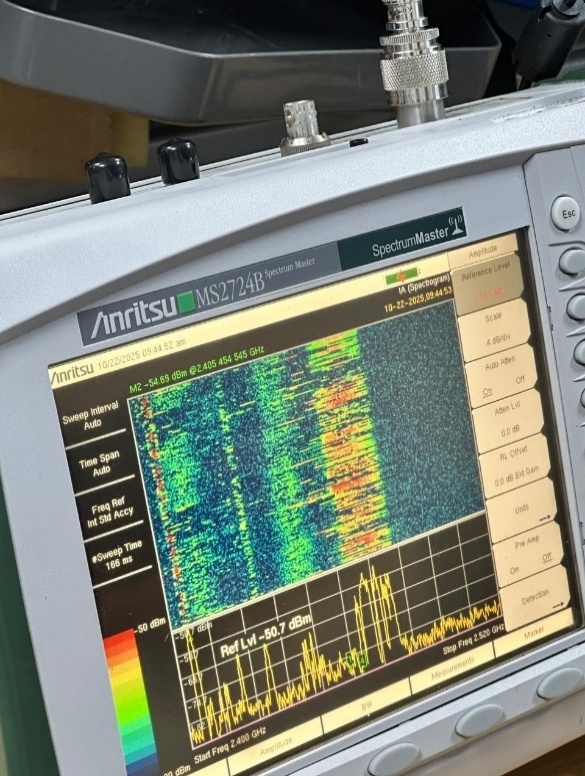 Esc
SpectrumMaster
Anritsu MS2724B Spectrum Master
Anritsu 10/22/2025 09:44:52 am
IA (Spectrogram)
10-22-2025,09:44:53
M2 -54.69 dBm @2.405 454 545 GHz
Sweep Interval
Auto
Time Span
Auto
Freq Ref
Int Std Accy
#Sweep Time
166 ms
-50 dBm
dBm
Ref Lvl -50.7 dBm
Start Freq 2.400 GHz
Stop Freq 2.520 GHz
Amplitude
Reference Level
Scale
4 dB/div
Auto Atten
On Off
Atten Lvl
0.0 dB
RL Offset
0.0 dB Ext Gain
Units
Pre Amp
On Off
Detection
Amplitude
BW
Measurements
Marker